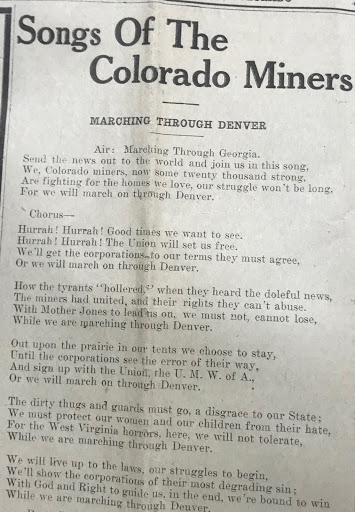 Songs Of The
Colorado Miners
MARCHING THROUGH DENVER
Air: Marching Through Georgia.
Send the news out to the world and join us in this song,
We, Colorado miners, now some twenty thousand strong,
Are fighting for the homes we love, our struggle won't be long.
For we will march on through Denver.
Chorus—
Hurrah! Hurrah! Good times we want to see.
Hurrah! Hurrah! The Union will set us free.
We'll get the corporations to our terms they must agree,
Or we will march on through Denver.
How the tyrants "hollered," when they heard the doleful news,
The miners had united, and their rights they can't abuse.
With Mother Jones to lead us on, we must not, cannot lose,
While we are marching through Denver.
Out upon the prairie in our tents we choose to stay,
Until the corporations see the error of their way,
And sign up with the Union, the U. M. W. of A.,
Or we will march on through Denver.
The dirty thugs and guards must go, a disgrace to our State;
We must protect our women and our children from their hate,
For the West Virginia horrors, here, we will not tolerate,
While we are marching through Denver.
We will live up to the laws, our struggles to begin,
We'll show the corporations of their most degrading sin;
With God and Right to guide us, in the end, we're bound to win
While we are marching through Denver.